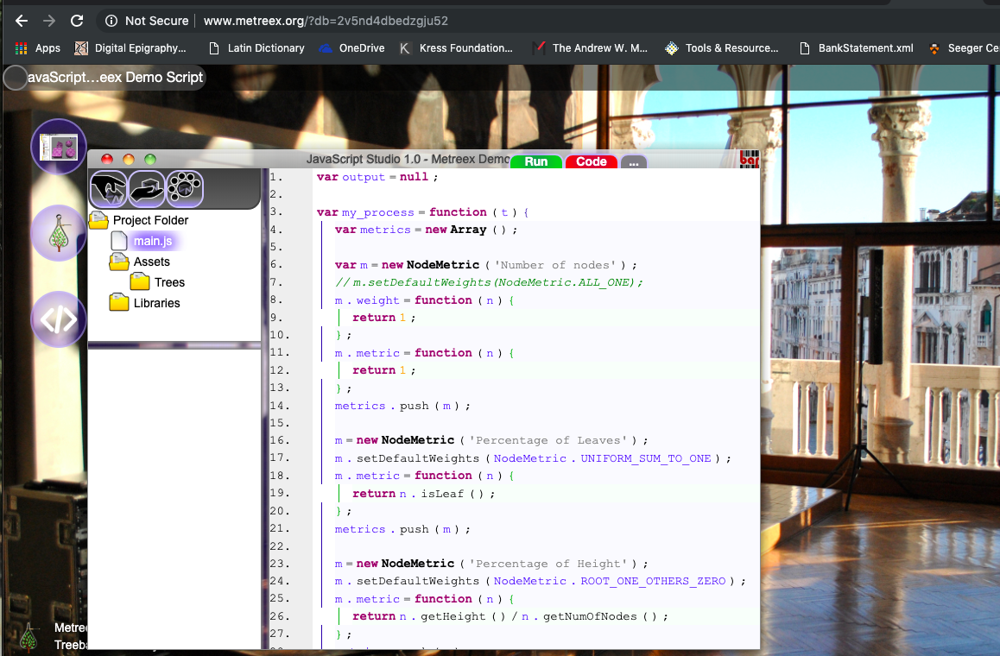 Not Secure www.metreex.org/?db=2v5nd4dbedzgju52
Apps Digital Epigraphy... Latin Dictionary OneDrive Kress Foundation... The Andrew W. M... Tools & Resource... BankStatement.xml Seeger Ce
avaScript...eex Demo Script
JavaScript Studio 1.0 - Metreex Demo Run Code ... bar
Project Folder
main.js
Assets
Trees
Libraries
1. var output = null ;
2.
3. var my_process = function ( t ) {
4. var metrics = new Array ( ) ;
5.
6. var m = new NodeMetric ( 'Number of nodes' ) ;
7. // m.setDefaultWeights(NodeMetric.ALL_ONE);
8. m . weight = function ( n ) {
9. return 1 ;
10. } ;
11. m . metric = function ( n ) {
12. return 1 ;
13. } ;
14. metrics . push ( m ) ;
15.
16. m = new NodeMetric ( 'Percentage of Leaves' ) ;
17. m . setDefaultWeights ( NodeMetric . UNIFORM_SUM_TO_ONE ) ;
18. m . metric = function ( n ) {
19. return n . isLeaf ( ) ;
20. } ;
21. metrics . push ( m ) ;
22.
23. m = new NodeMetric ( 'Percentage of Height' ) ;
24. m . setDefaultWeights ( NodeMetric . ROOT_ONE_OTHERS_ZERO ) ;
25. m . metric = function ( n ) {
26. return n . getHeight ( ) / n . getNumOfNodes ( ) ;
27. } ;
Metree
Treeba